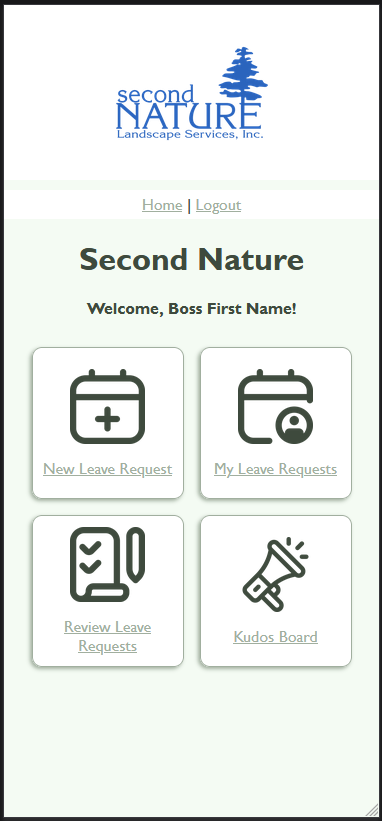 second
NATURE
Landscape Services, Inc.
Home | Logout
Second Nature
Welcome, Boss First Name!
New Leave Request
My Leave Requests
Review Leave
Requests
Kudos Board